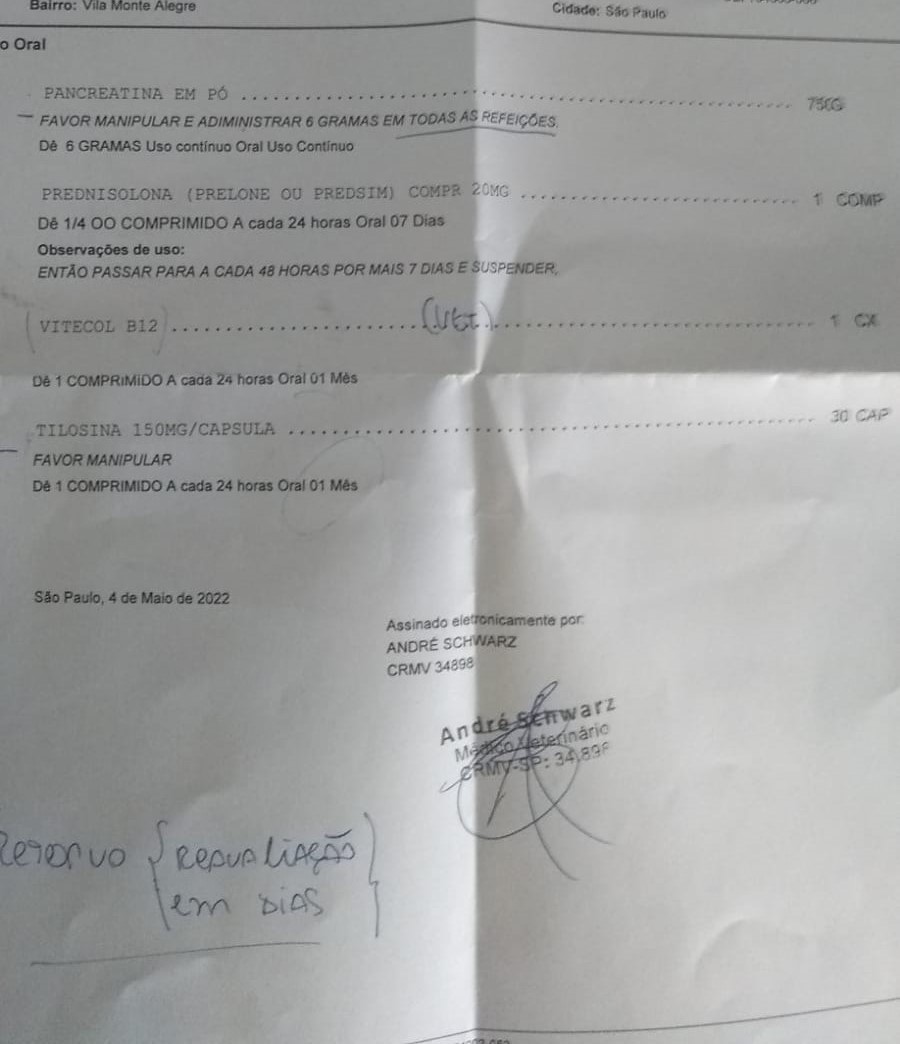 Bairro: Vila Monte Alegre
Cidade: São Paulo
o Oral
PANCREATINA EM PÓ ........................................ 750G
FAVOR MANIPULAR E ADIMINISTRAR 6 GRAMAS EM TODAS AS REFEIÇÕES.
Dê 6 GRAMAS Uso contínuo Oral Uso Contínuo
PREDNISOLONA (PRELONE OU PREDSIM) COMPR 20MG .................... 1 COMP
Dê 1/4 OO COMPRIMIDO A cada 24 horas Oral 07 Dias
Observações de uso:
ENTÃO PASSAR PARA A CADA 48 HORAS POR MAIS 7 DIAS E SUSPENDER.
(VITECOL B12)..................(VET)......................... 1 CX
Dê 1 COMPRIMIDO A cada 24 horas Oral 01 Mês
TILOSINA 150MG/CAPSULA ........................................ 30 CAP
FAVOR MANIPULAR
Dê 1 COMPRIMIDO A cada 24 horas Oral 01 Mês
São Paulo, 4 de Maio de 2022
Assinado eletronicamente por:
ANDRÉ SCHWARZ
CRMV 34898
André Schwarz
Médico Veterinário
CRMV-SP: 34.898
Retorno { Reavaliação }
em DIAS